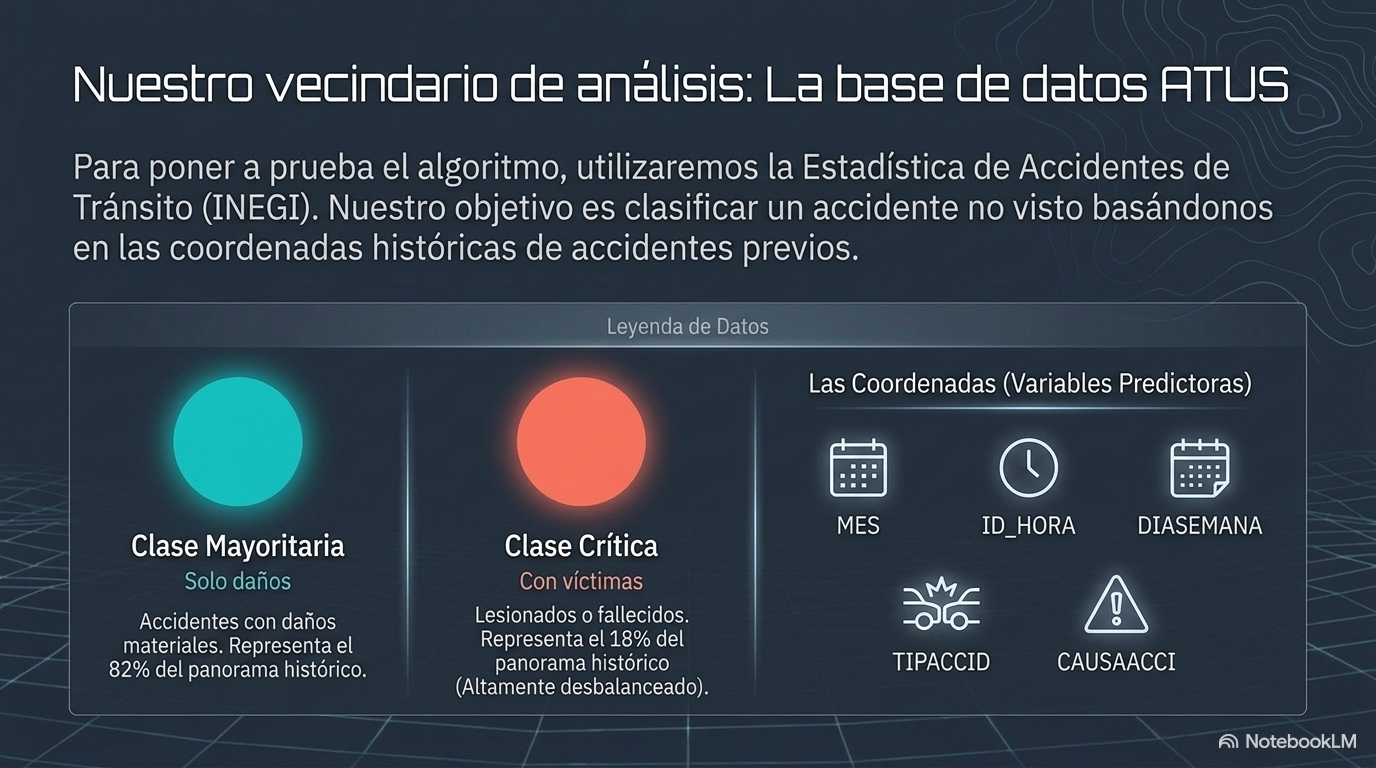 Nuestro vecindario de análisis: La base de datos ATUS
Para poner a prueba el algoritmo, utilizaremos la Estadística de Accidentes de
Tránsito (INEGI). Nuestro objetivo es clasificar un accidente no visto basándonos
en las coordenadas históricas de accidentes previos.
Leyenda de Datos
Clase Mayoritaria
Solo daños
Accidentes con daños
materiales. Representa el
82% del panorama histórico.
Clase Crítica
Con víctimas
Lesionados o fallecidos.
Representa el 18% del
panorama histórico
(Altamente desbalanceado).
Las Coordenadas (Variables Predictoras)
MES
ID_HORA
DIASEMANA
TIPACCID
CAUSAACCI
NotebookLM